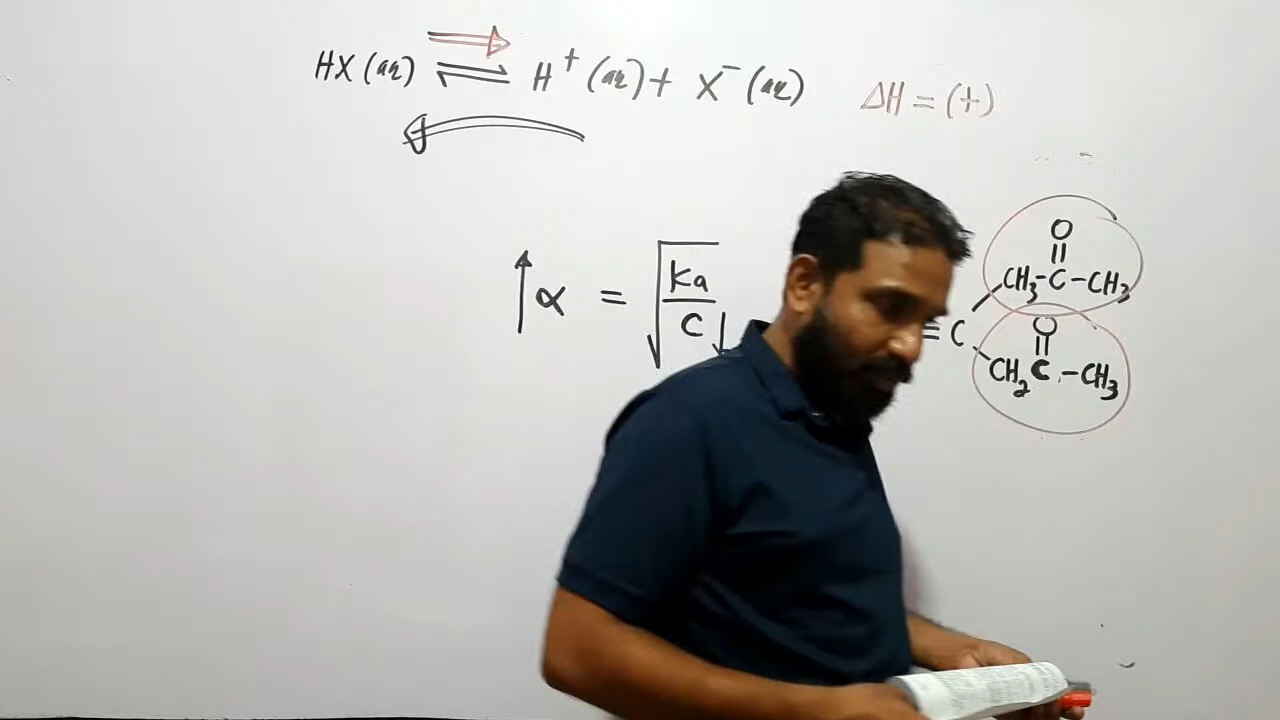 HX(aq) ⇌ H⁺(aq) + X⁻(aq) ΔH = (+)
↑α = √(Ka/C↓)
O
||
CH₃-C-CH₃
=C
O
||
CH₂ C-CH₃